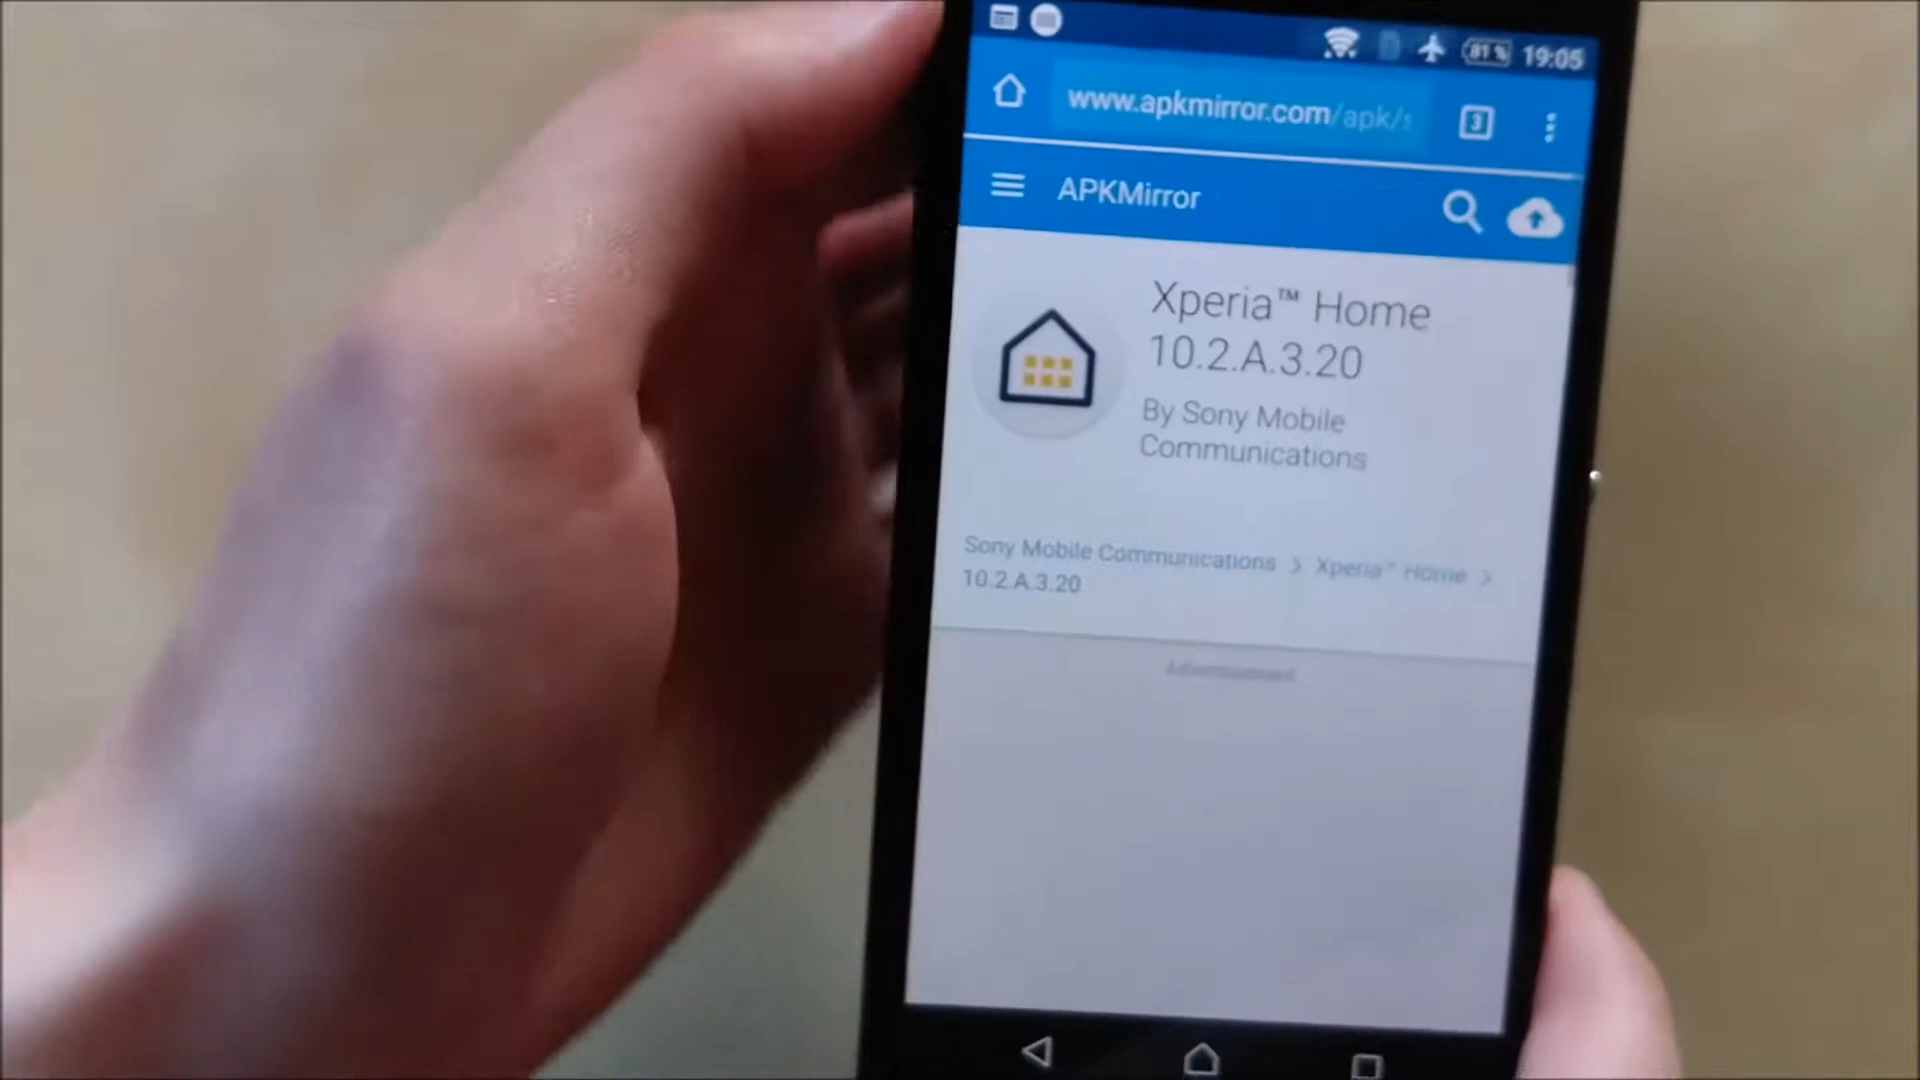 81% 19:05
www.apkmirror.com/apk/s
3
APKMirror
Xperia™ Home
10.2.A.3.20
By Sony Mobile
Communications
Sony Mobile Communications > Xperia™ Home >
10.2.A.3.20
Advertisement